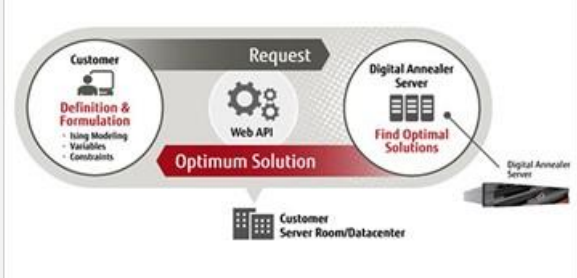 Customer
Definition &
Formulation
・ Ising Modeling
・ Variables
・ Constraints
Request
Web API
Optimum Solution
Digital Annealer
Server
Find Optimal
Solutions
Digital Annealer
Server
Customer
Server Room/Datacenter